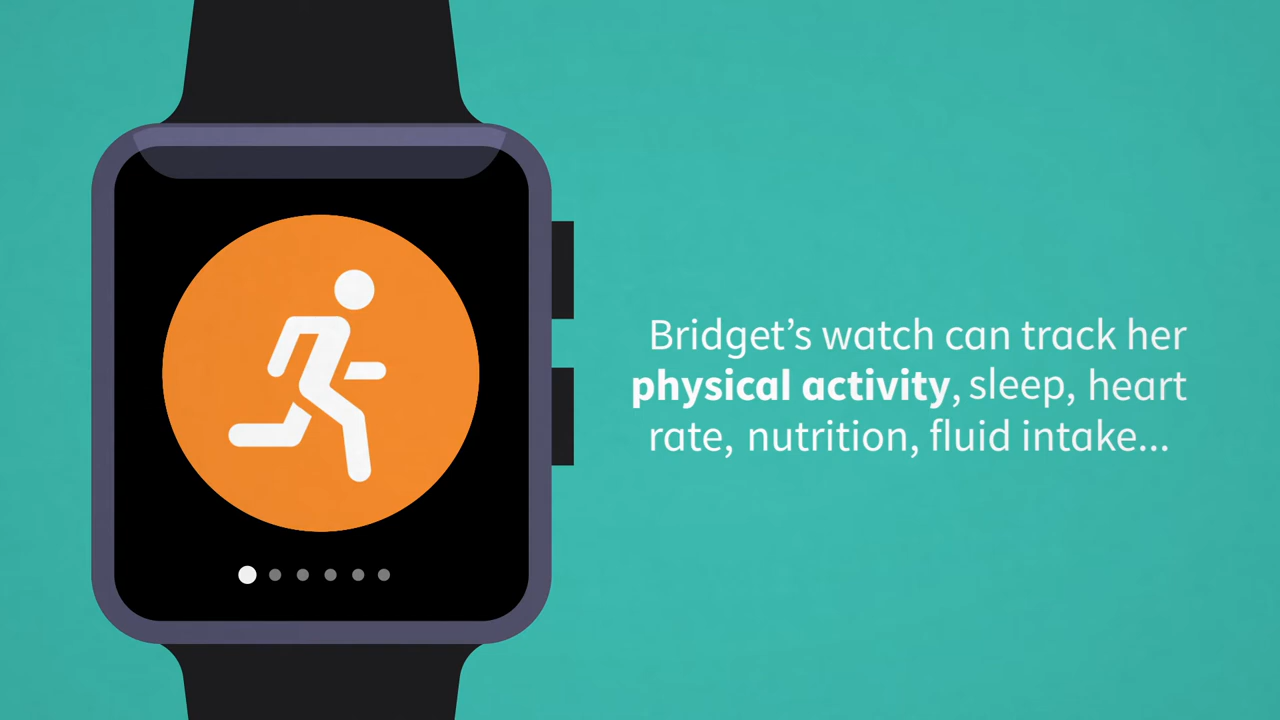 Bridget’s watch can track her
physical activity, sleep, heart
rate, nutrition, fluid intake...